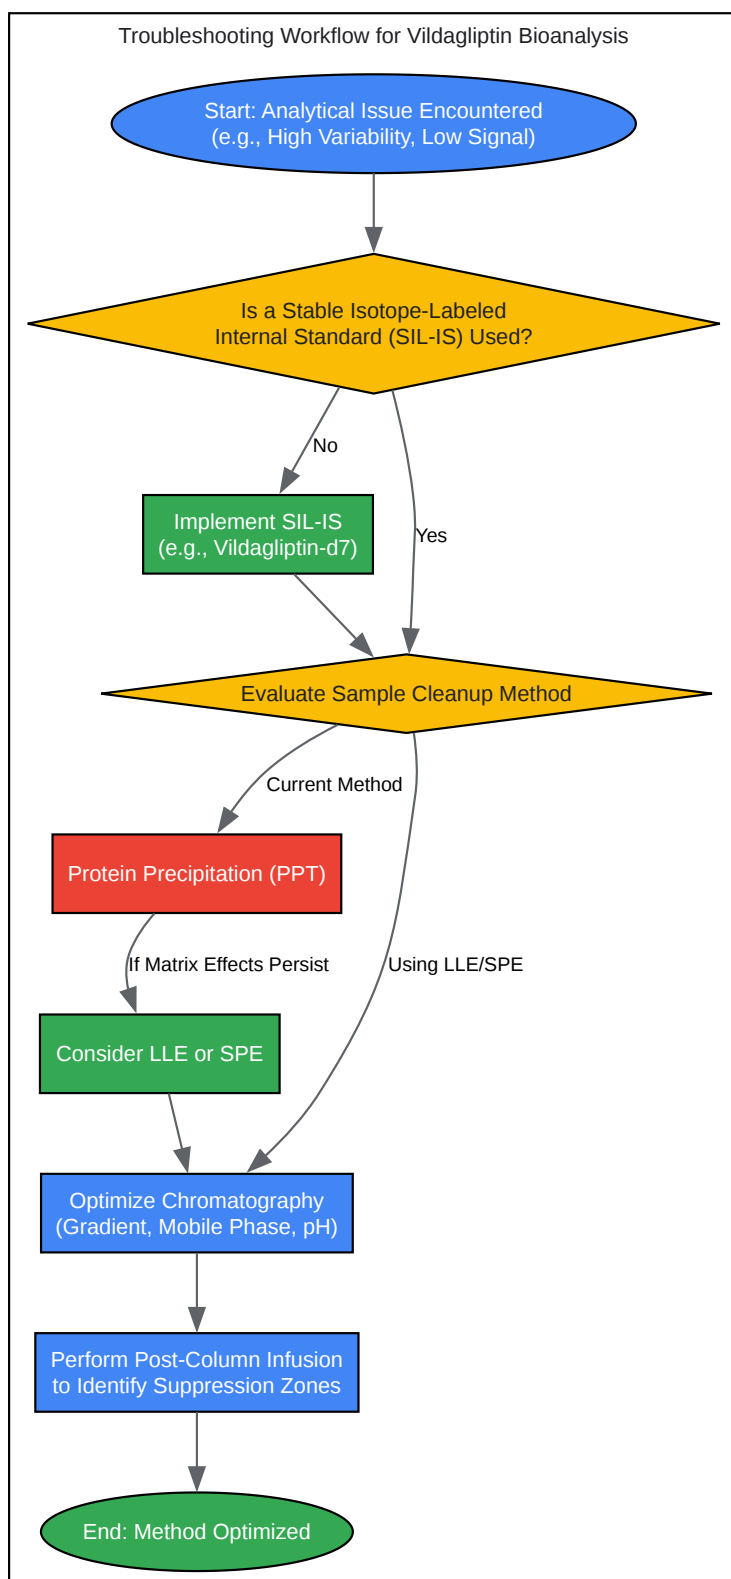 Troubleshooting Workflow for Vildagliptin Bioanalysis
Start: Analytical Issue Encountered
(e.g., High Variability, Low Signal)
Is a Stable Isotope-Labeled
Internal Standard (SIL-IS) Used?
No
Implement SIL-IS
(e.g., Vildagliptin-d7)
Yes
Evaluate Sample Cleanup Method
Current Method
Protein Precipitation (PPT)
If Matrix Effects Persist
Using LLE/SPE
Consider LLE or SPE
Optimize Chromatography
(Gradient, Mobile Phase, pH)
Perform Post-Column Infusion
to Identify Suppression Zones
End: Method Optimized